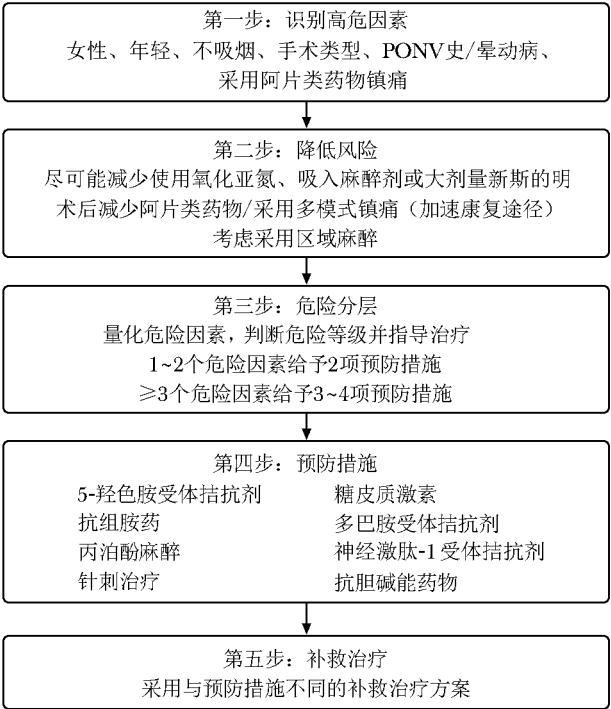 第一步：识别高危因素
女性、年轻、不吸烟、手术类型、PONV史/晕动病、
采用阿片类药物镇痛
第二步：降低风险
尽可能减少使用氧化亚氮、吸入麻醉剂或大剂量新斯的明
术后减少阿片类药物/采用多模式镇痛（加速康复途径）
考虑采用区域麻醉
第三步：危险分层
量化危险因素，判断危险等级并指导治疗
1~2个危险因素给予2项预防措施
≥3个危险因素给予3~4项预防措施
第四步：预防措施
5-羟色胺受体拮抗剂 糖皮质激素
抗组胺药 多巴胺受体拮抗剂
丙泊酚麻醉 神经激肽-1受体拮抗剂
针刺治疗 抗胆碱能药物
第五步：补救治疗
采用与预防措施不同的补救治疗方案